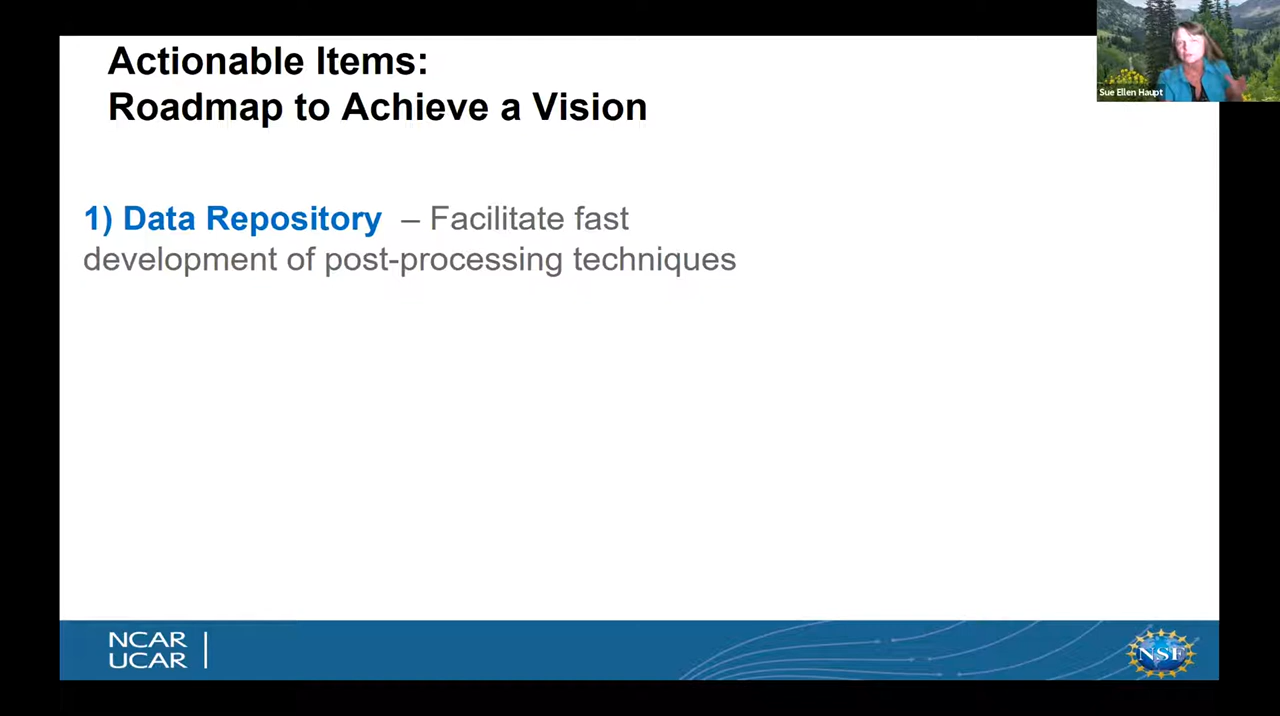 Actionable Items:
Roadmap to Achieve a Vision
Sue Ellen Haupt
1) Data Repository – Facilitate fast
development of post-processing techniques
NCAR
UCAR
NSF